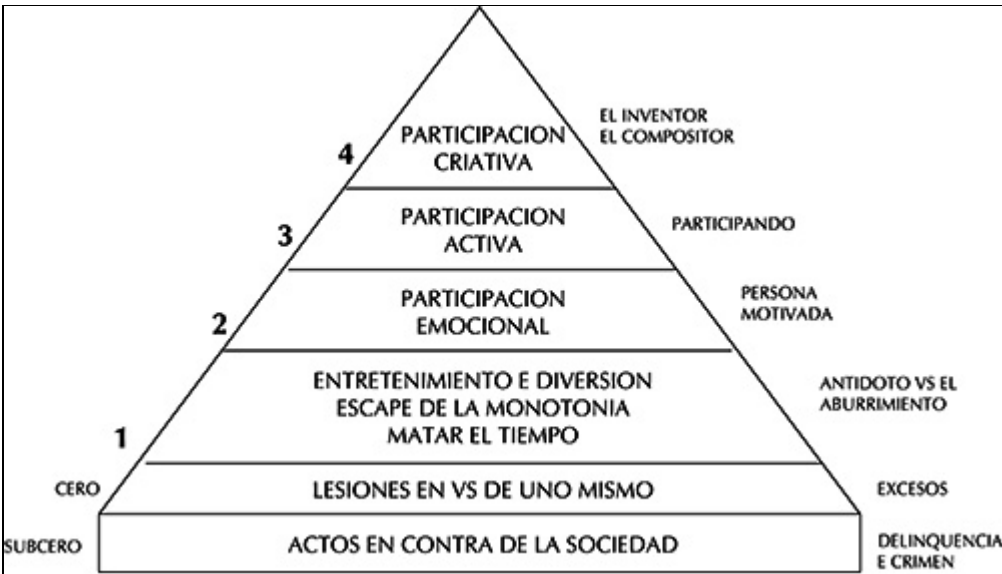 4
PARTICIPACION
CRIATIVA
EL INVENTOR
EL COMPOSITOR
3
PARTICIPACION
ACTIVA
PARTICIPANDO
2
PARTICIPACION
EMOCIONAL
PERSONA
MOTIVADA
1
ENTRETENIMIENTO E DIVERSION
ESCAPE DE LA MONOTONIA
MATAR EL TIEMPO
ANTIDOTO VS EL
ABURRIMIENTO
CERO
LESIONES EN VS DE UNO MISMO
EXCESOS
SUBCERO
ACTOS EN CONTRA DE LA SOCIEDAD
DELINQUENCIA
E CRIMEN